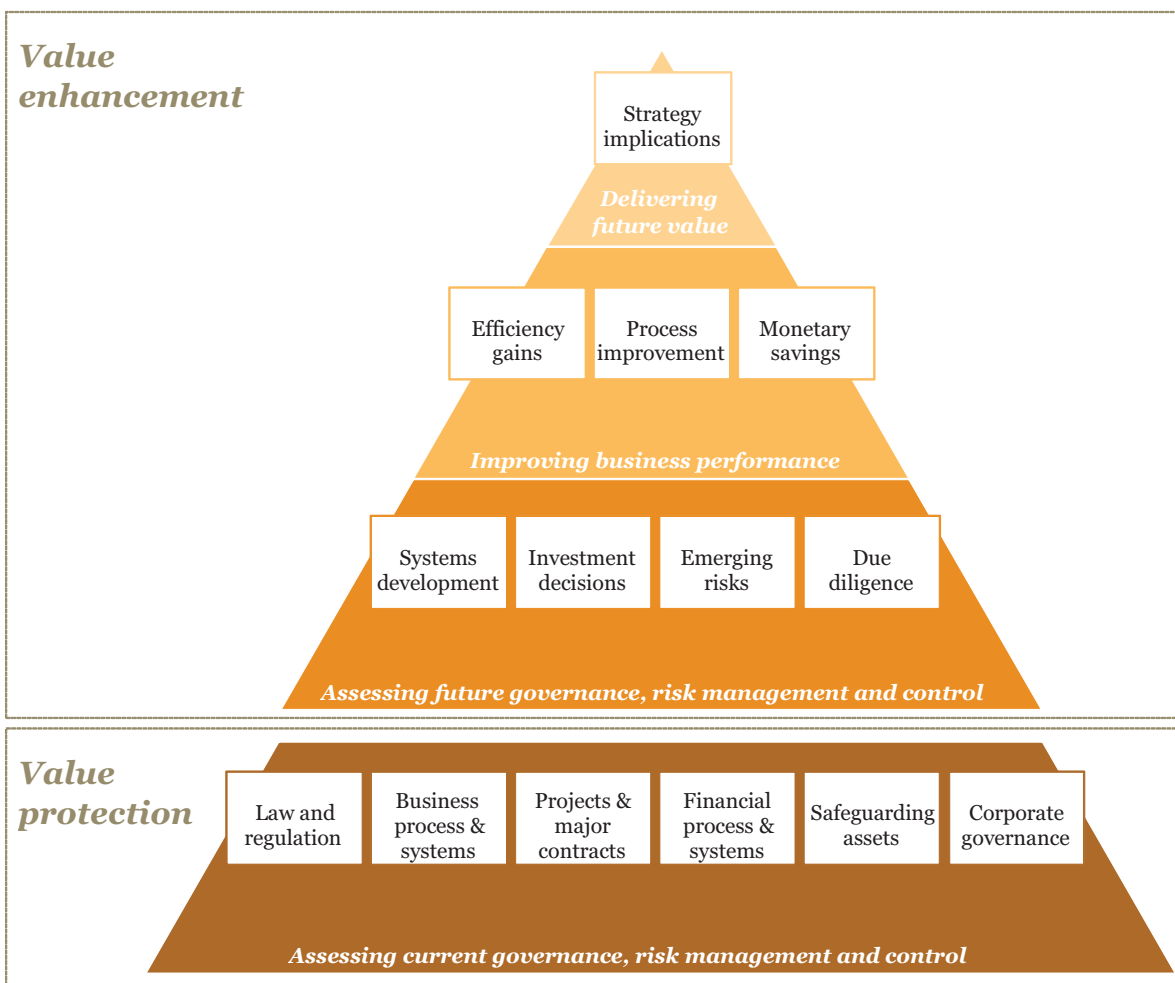 Value
enhancement
Strategy
implications
Delivering
future value
Efficiency
gains
Process
improvement
Monetary
savings
Improving business performance
Systems
development
Investment
decisions
Emerging
risks
Due
diligence
Assessing future governance, risk management and control
Value
protection
Law and
regulation
Business
process &
systems
Projects &
major
contracts
Financial
process &
systems
Safeguarding
assets
Corporate
governance
Assessing current governance, risk management and control